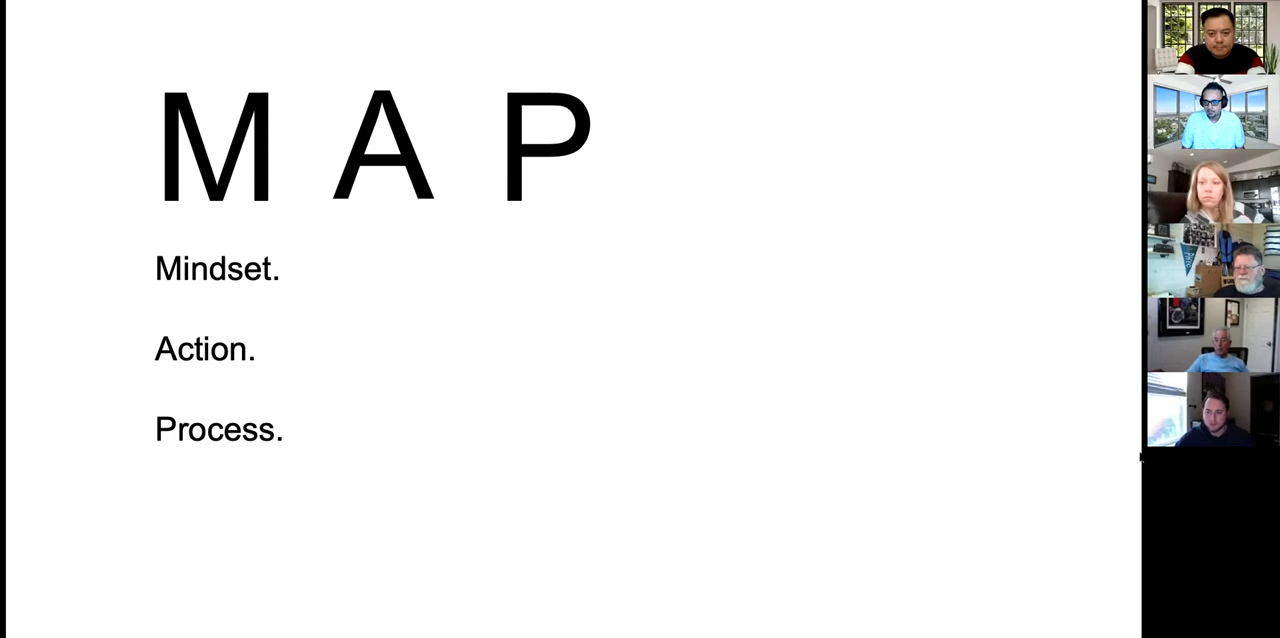 M A P
Mindset.
Action.
Process.